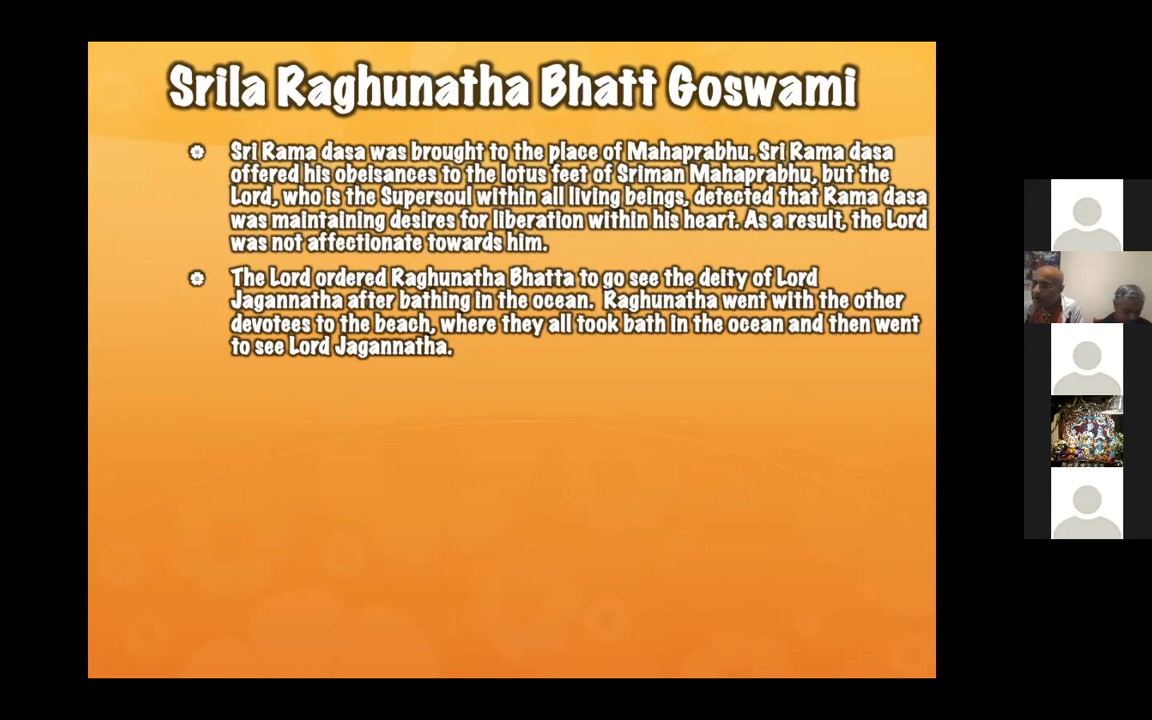 Srila Raghunatha Bhatt Goswami
Sri Rama dasa was brought to the place of Mahaprabhu. Sri Rama dasa
offered his obeisances to the lotus feet of Sriman Mahaprabhu, but the
Lord, who is the Supersoul within all living beings, detected that Rama dasa
was maintaining desires for liberation within his heart. As a result, the Lord
was not affectionate towards him.
The Lord ordered Raghunatha Bhatta to go see the deity of Lord
Jagannatha after bathing in the ocean. Raghunatha went with the other
devotees to the beach, where they all took bath in the ocean and then went
to see Lord Jagannatha.